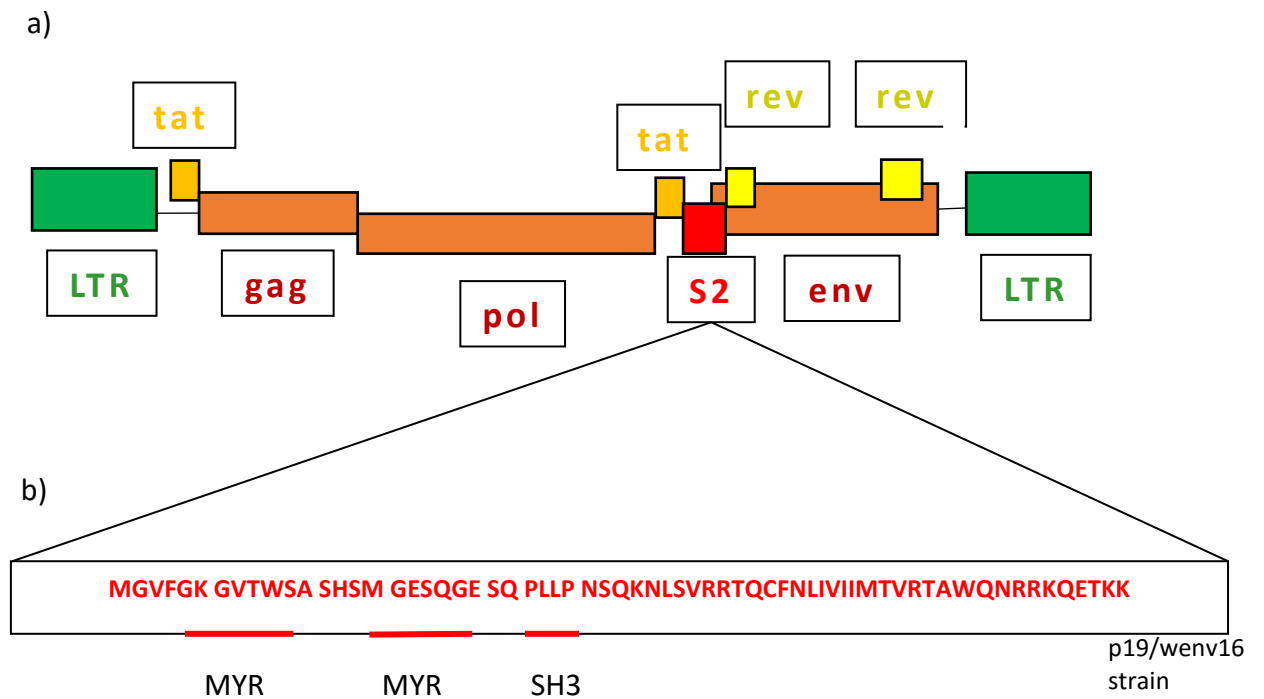 a)
tat
rev
rev
tat
LTR
gag
pol
S2
env
LTR
b)
MGVFGK GVTWSA SHSM GESQGE SQ PLLP NSQKNLSVRRTQCFNLIVIIMTVRTAWQNRRKQETKK
p19/wenv16
strain
MYR
MYR
SH3